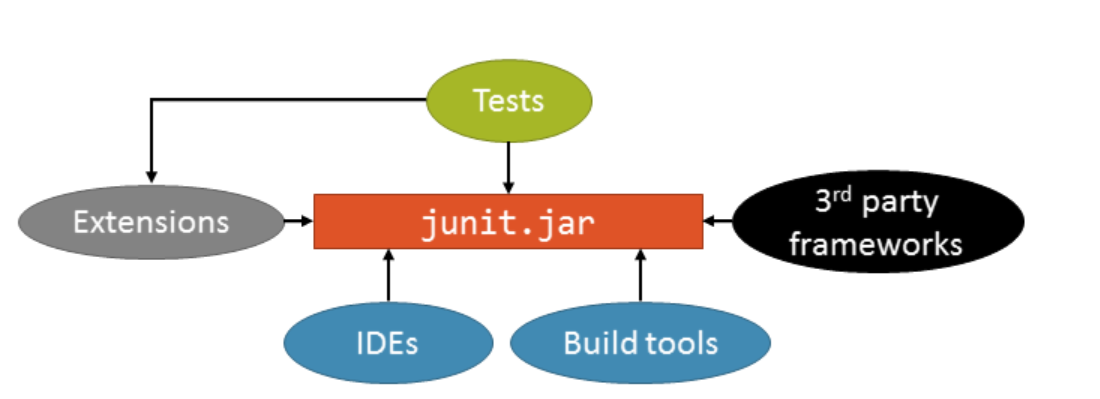 Tests
Extensions
junit.jar
3rd party
frameworks
IDEs
Build tools